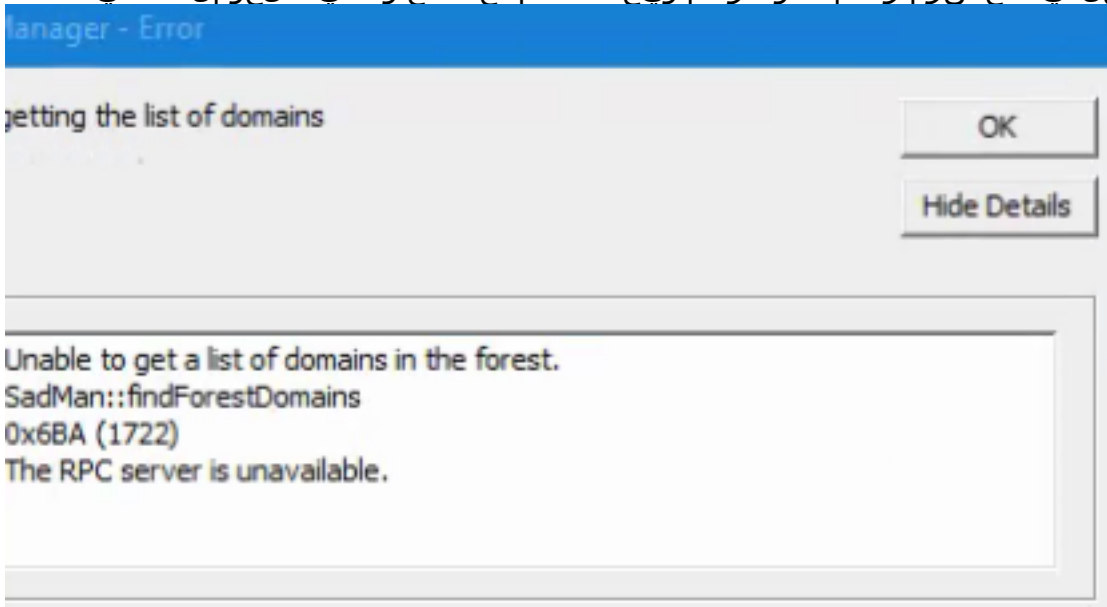 Manager - Error
getting the list of domains
OK
Hide Details
Unable to get a list of domains in the forest.
SadMan::findForestDomains
0x6BA (1722)
The RPC server is unavailable.